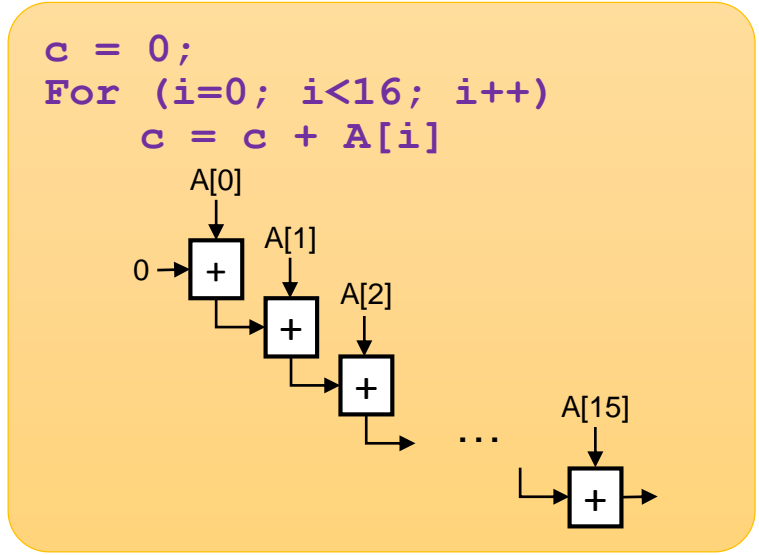 c = 0;
For (i=0; i<16; i++)
c = c + A[i]
A[0]
0
+
A[1]
+
A[2]
+
...
A[15]
+